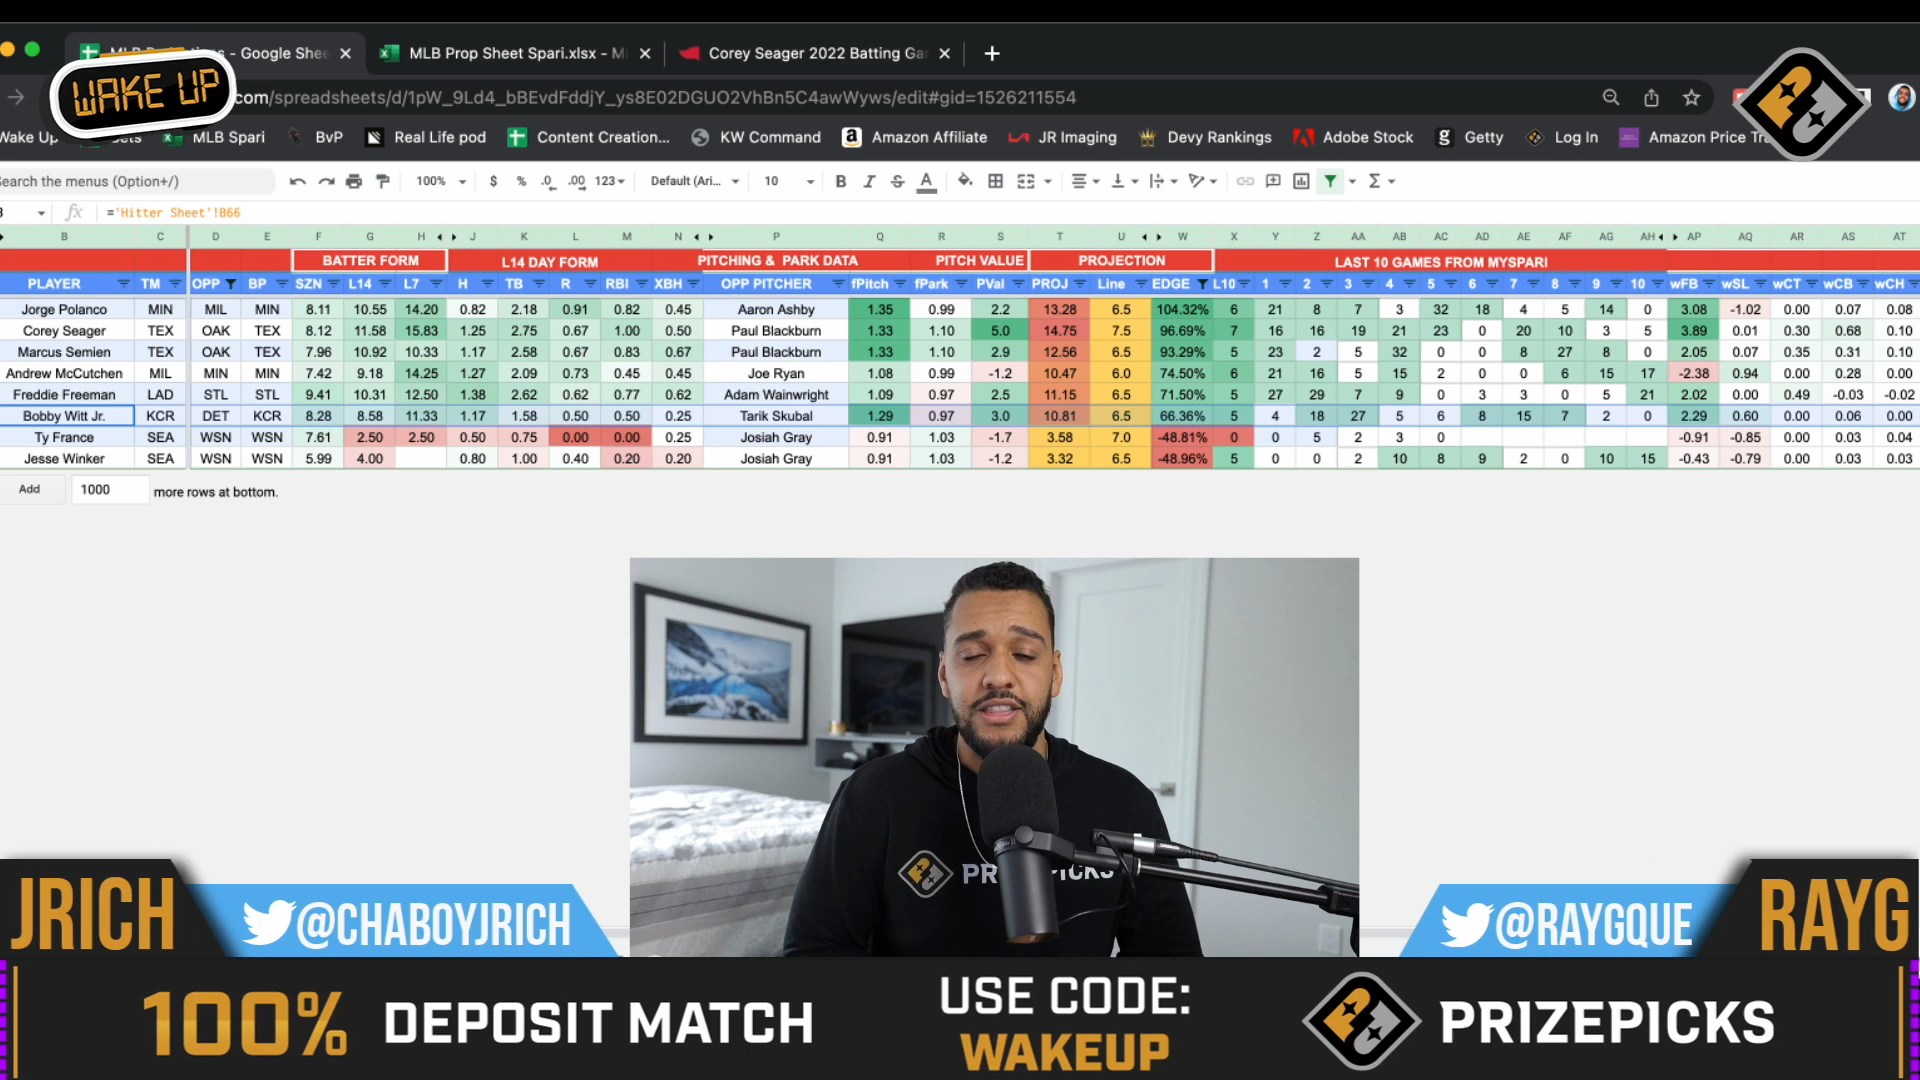 - Google Shee
MLB Prop Sheet Spari.xlsx - M
Corey Seager 2022 Batting Ga
WAKE UP
com/spreadsheets/d/1pW_9Ld4_bBEvdFddjY_ys8E02DGUO2VhBn5C4awWyws/edit#gid=1526211554
Wake Up
MLB Spari
BvP
Real Life pod
Content Creation...
KW Command
Amazon Affiliate
JR Imaging
Devy Rankings
Adobe Stock
Getty
Log In
Amazon Price Tra
Search the menus (Option+/)
100% $ % .0 .00 123 Default (Ari... 10 B I S A
fx ='Hitter Sheet'!B66
B C D E F G H J K L M N P Q R S T U W X Y Z AA AB AC AD AE AF AG AH AP AQ AR AS AT
BATTER FORM L14 DAY FORM PITCHING & PARK DATA PITCH VALUE PROJECTION LAST 10 GAMES FROM MYSPARI
PLAYER TM OPP BP SZN L14 L7 H TB R RBI XBH OPP PITCHER fPitch fPark PVal PROJ Line EDGE L10 1 2 3 4 5 6 7 8 9 10 wFB wSL wCT wCB wCH
Jorge Polanco MIN MIL MIN 8.11 10.55 14.20 0.82 2.18 0.91 0.82 0.45 Aaron Ashby 1.35 0.99 2.2 13.28 6.5 104.32% 6 21 8 7 3 32 18 4 5 14 0 3.08 -1.02 0.00 0.07 0.08
Corey Seager TEX OAK TEX 8.12 11.58 15.83 1.25 2.75 0.67 1.00 0.50 Paul Blackburn 1.33 1.10 5.0 14.75 7.5 96.69% 7 16 16 19 21 23 0 20 10 3 5 3.89 0.01 0.30 0.68 0.10
Marcus Semien TEX OAK TEX 7.96 10.92 10.33 1.17 2.58 0.67 0.83 0.67 Paul Blackburn 1.33 1.10 2.9 12.56 6.5 93.29% 5 23 2 5 32 0 0 8 27 8 0 2.05 0.07 0.35 0.31 0.10
Andrew McCutchen MIL MIN MIN 7.42 9.18 14.25 1.27 2.09 0.73 0.45 0.45 Joe Ryan 1.08 0.99 -1.2 10.47 6.0 74.50% 6 21 16 5 15 2 0 0 6 15 17 -2.38 0.94 0.00 0.28 0.00
Freddie Freeman LAD STL STL 9.41 10.31 12.50 1.38 2.62 0.62 0.77 0.62 Adam Wainwright 1.09 0.97 2.5 11.15 6.5 71.50% 5 27 29 7 9 0 3 3 0 5 21 2.02 0.00 0.49 -0.03 -0.02
Bobby Witt Jr. KCR DET KCR 8.28 8.58 11.33 1.17 1.58 0.50 0.50 0.25 Tarik Skubal 1.29 0.97 3.0 10.81 6.5 66.36% 5 4 18 27 5 6 8 15 7 2 0 2.29 0.60 0.00 0.06 0.00
Ty France SEA WSN WSN 7.61 2.50 2.50 0.50 0.75 0.00 0.00 0.25 Josiah Gray 0.91 1.03 -1.7 3.58 7.0 -48.81% 0 0 5 2 3 0 -0.91 -0.85 0.00 0.03 0.04
Jesse Winker SEA WSN WSN 5.99 4.00 0.80 1.00 0.40 0.20 0.20 Josiah Gray 0.91 1.03 -1.2 3.32 6.5 -48.96% 5 0 0 2 10 8 9 2 0 10 15 -0.43 -0.79 0.00 0.03 0.03
Add 1000 more rows at bottom.
JRICH
@CHABOYJRICH
@RAYGQUE
RAYG
100% DEPOSIT MATCH
USE CODE:
WAKEUP
PRIZEPICKS